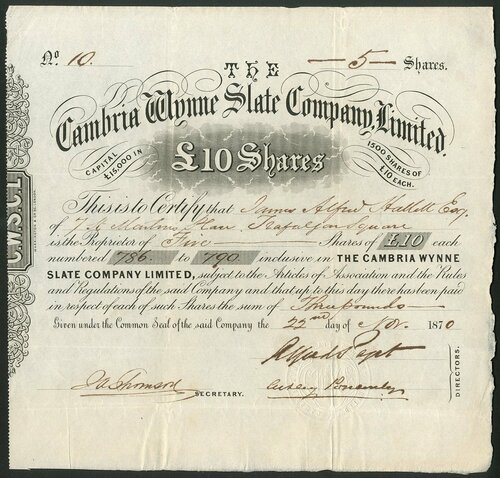 No. 10. — 5 — Shares.
THE
Cambria Wynne Slate Company, Limited.
CAPITAL £15,000 IN
£10 Shares
1500 SHARES OF £10 EACH.
This is to Certify that James Alfred Hallett Esq.
of 7 St Martins Place Trafalgar Square
is the Proprietor of Five Shares of £10 each
numbered 786. to 790. inclusive in THE CAMBRIA WYNNE
SLATE COMPANY LIMITED, subject to the Articles of Association and the Rules
and Regulations of the said Company and that up to this day there has been paid
in respect of each of such Shares the sum of Three pounds
Given under the Common Seal of the said Company the 22nd day of Nov. 1870
SECRETARY.
Ashley Ponsonby
DIRECTORS.
C.W.S.C.L.